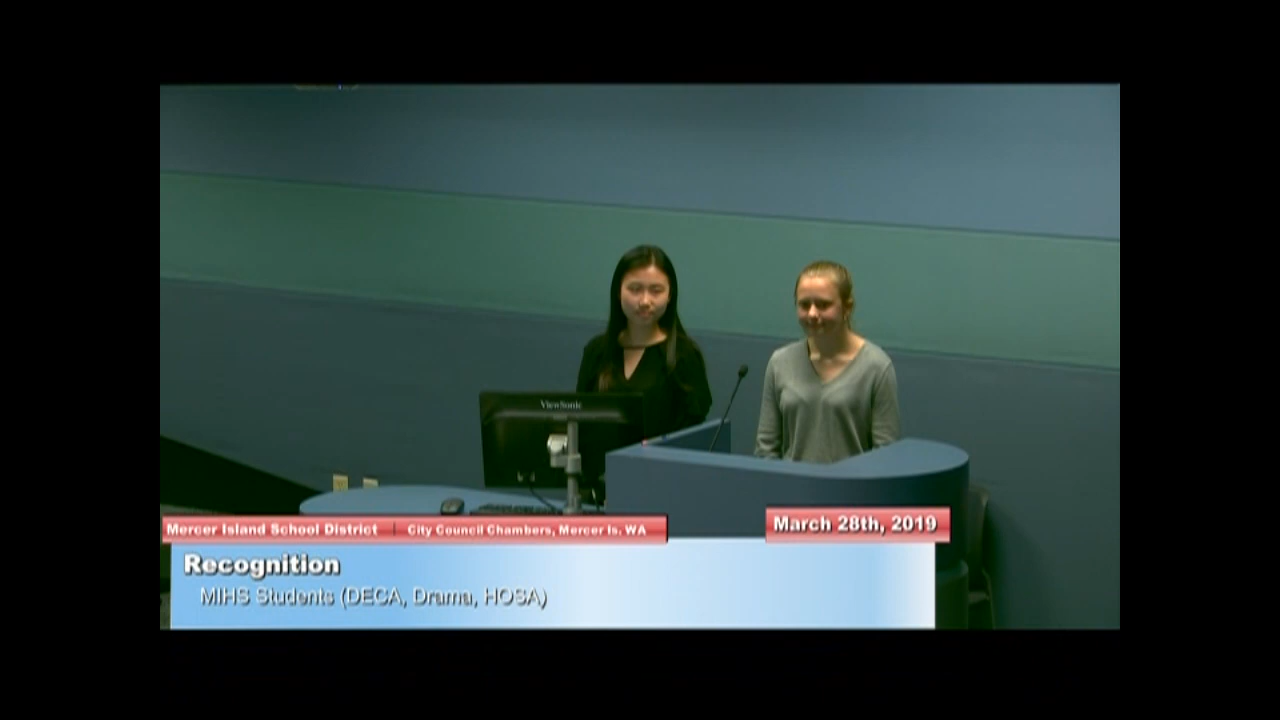 ViewSonic
Mercer Island School District | City Council Chambers, Mercer Is, WA
March 28th, 2019
Recognition
MIHS Students (DECA, Drama, HOSA)